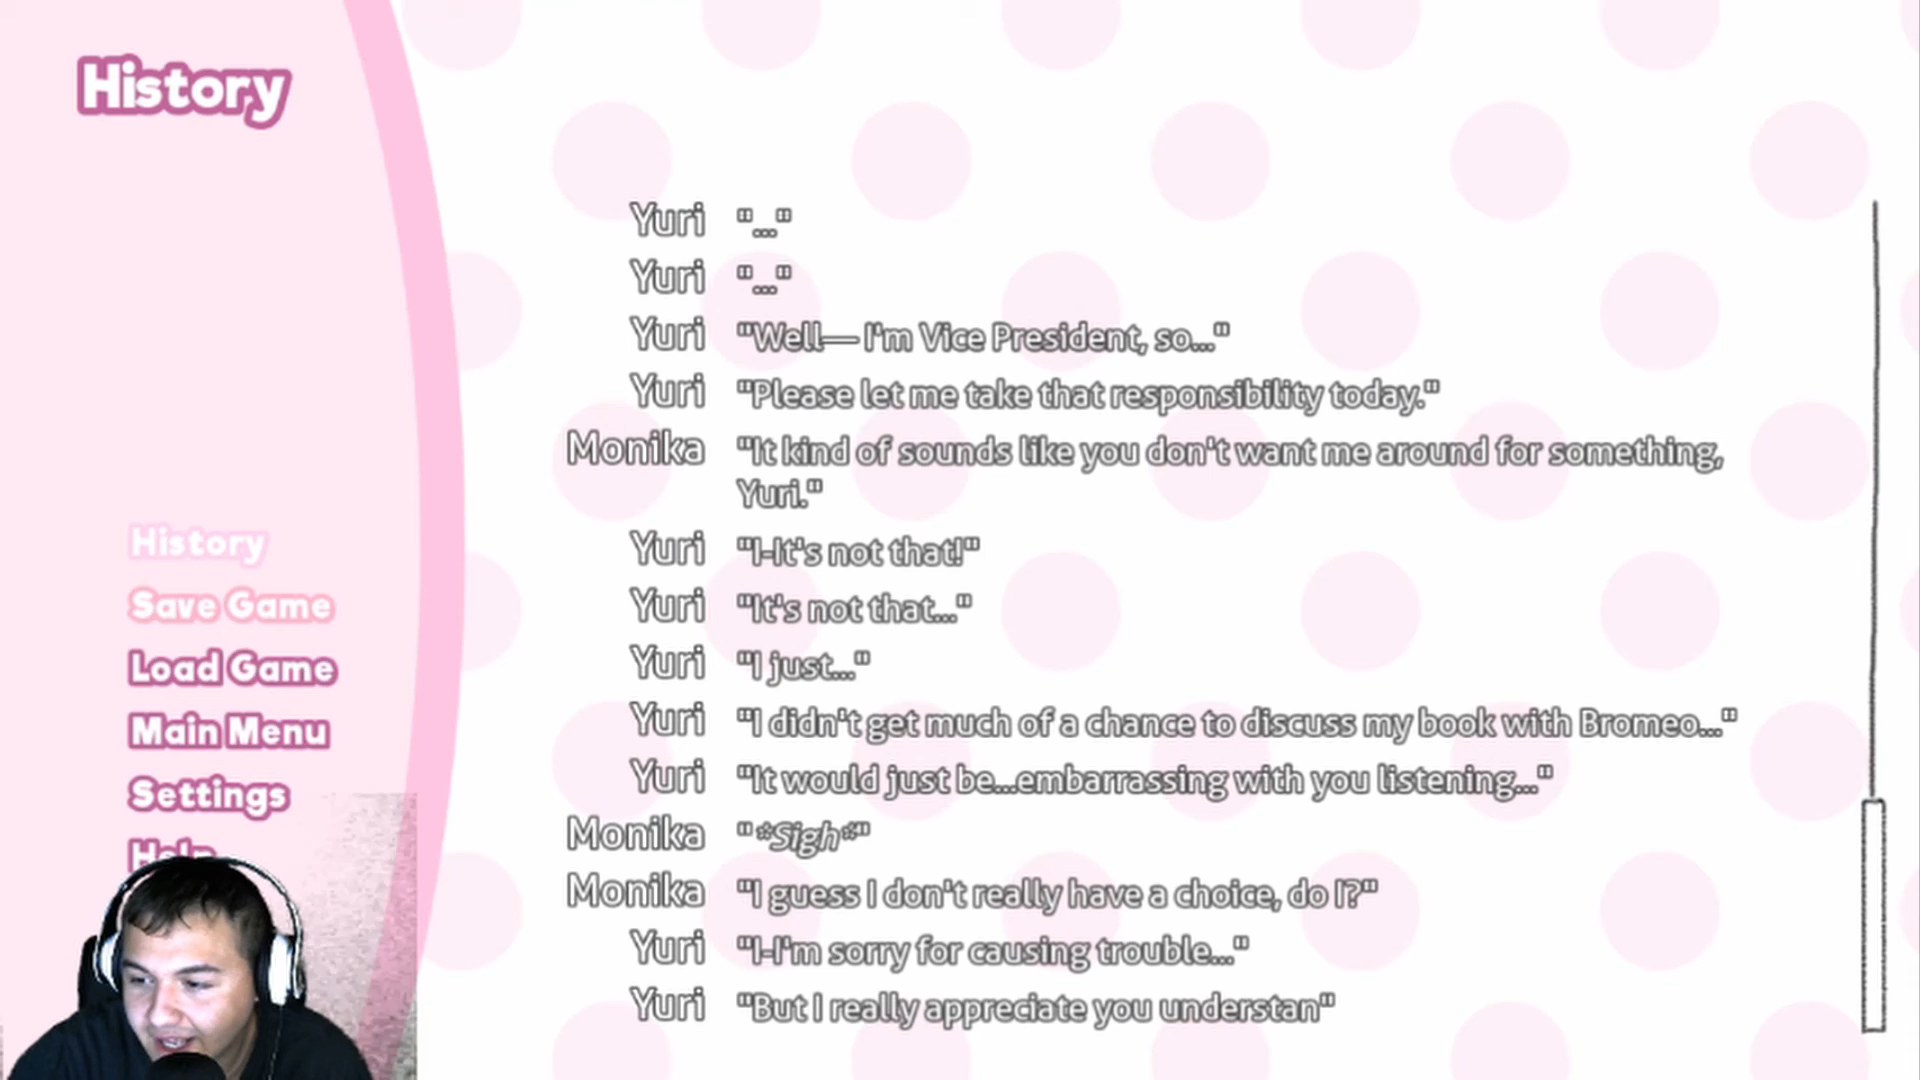 History
Yuri "..."
Yuri "..."
Yuri "Well— I'm Vice President, so..."
Yuri "Please let me take that responsibility today."
Monika "It kind of sounds like you don't want me around for something,
Yuri."
Yuri "I-It's not that!"
Yuri "It's not that..."
Yuri "I just..."
Yuri "I didn't get much of a chance to discuss my book with Bromeo..."
Yuri "It would just be...embarrassing with you listening..."
Monika "*Sigh*"
Monika "I guess I don't really have a choice, do I?"
Yuri "I-I'm sorry for causing trouble..."
Yuri "But I really appreciate you understan"
History
Save Game
Load Game
Main Menu
Settings
Help